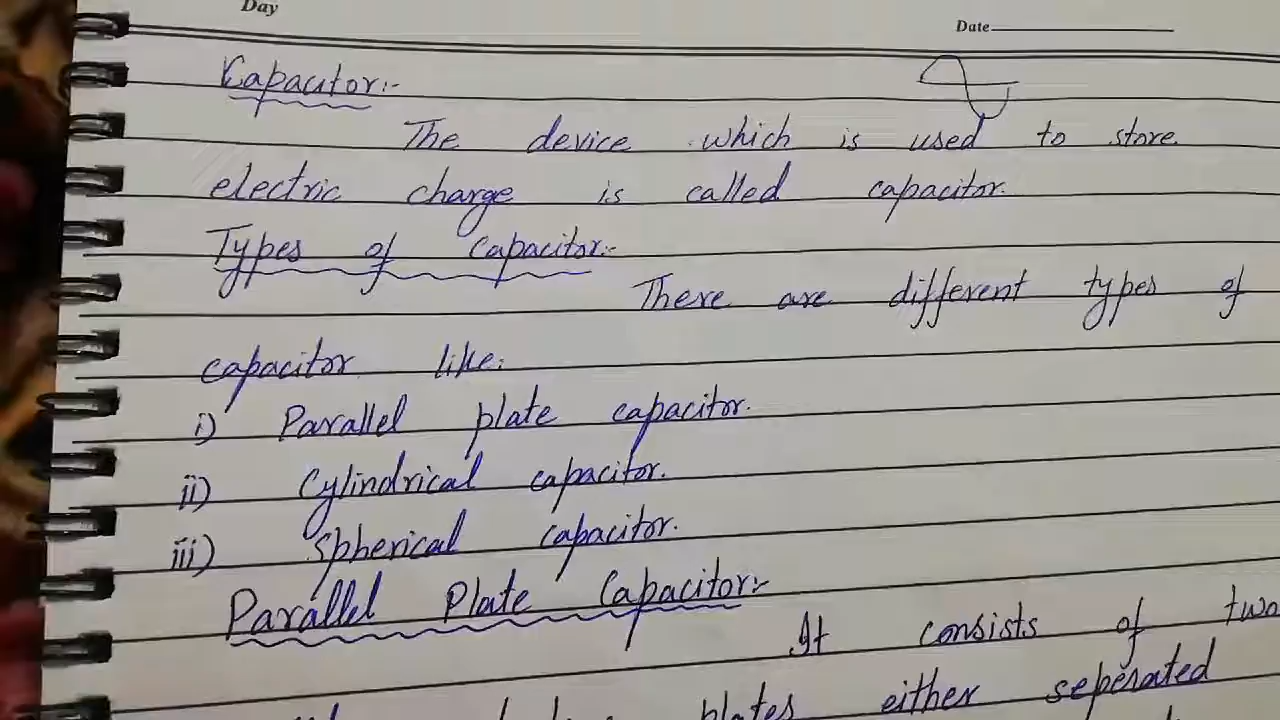 Day
Date
Capacitor:-
The device which is used to store
electric charge is called capacitor.
Types of Capacitor:-
There are different types of
capacitor like:
i) Parallel plate capacitor.
ii) Cylindrical capacitor.
iii) Spherical capacitor.
Parallel Plate Capacitor:-
It consists of two
plates either seperated